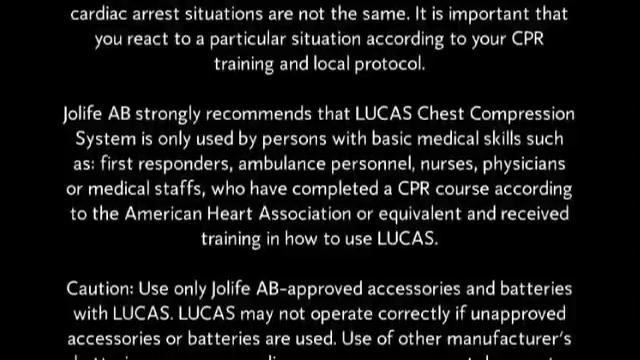 cardiac arrest situations are not the same. It is important that
you react to a particular situation according to your CPR
training and local protocol.
Jolife AB strongly recommends that LUCAS Chest Compression
System is only used by persons with basic medical skills such
as: first responders, ambulance personnel, nurses, physicians
or medical staffs, who have completed a CPR course according
to the American Heart Association or equivalent and received
training in how to use LUCAS.
Caution: Use only Jolife AB-approved accessories and batteries
with LUCAS. LUCAS may not operate correctly if unapproved
accessories or batteries are used. Use of other manufacturer's